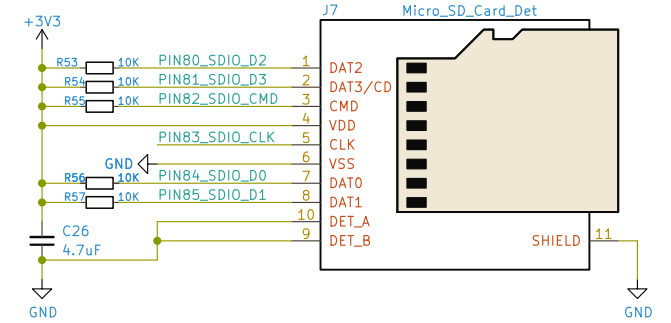 J7 Micro_SD_Card_Det
+3V3
R53 10K PIN80_SDIO_D2 1 DAT2
R54 10K PIN81_SDIO_D3 2 DAT3/CD
R55 10K PIN82_SDIO_CMD 3 CMD
4 VDD
PIN83_SDIO_CLK 5 CLK
GND 6 VSS
R56 10K PIN84_SDIO_D0 7 DAT0
R57 10K PIN85_SDIO_D1 8 DAT1
10 DET_A
C26 9 DET_B SHIELD 11
4.7uF
GND GND